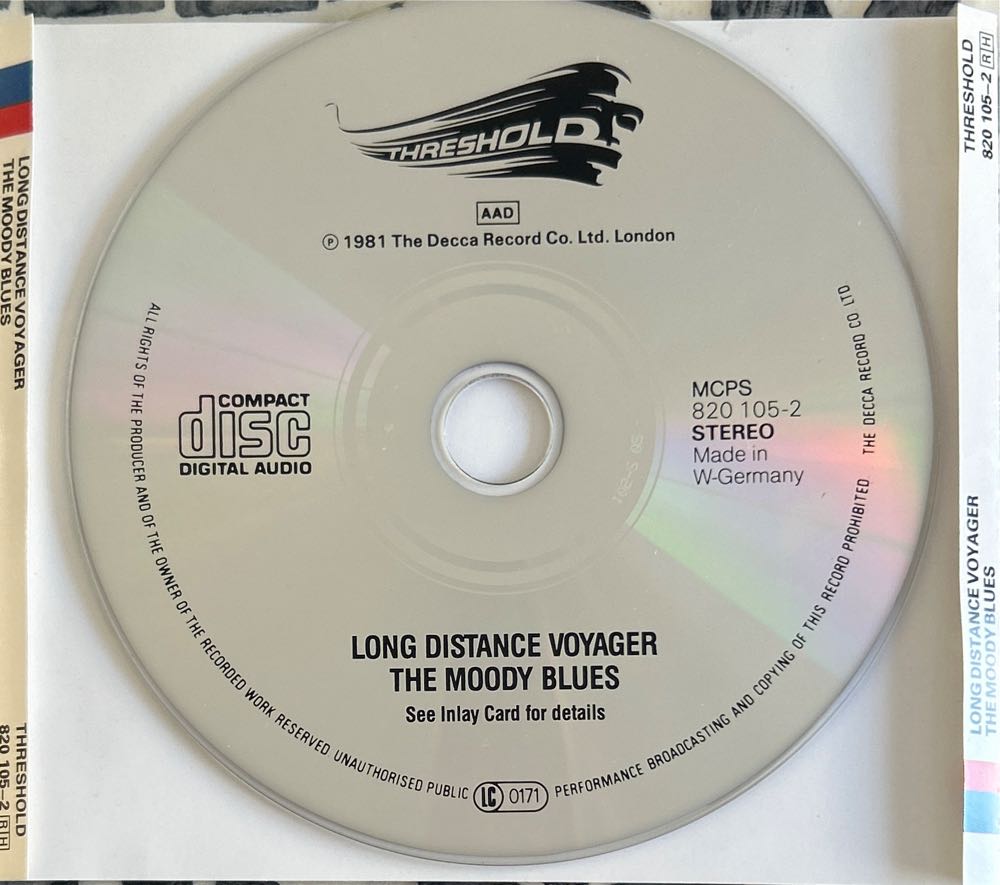 THRESHOLD
AAD
Ⓟ 1981 The Decca Record Co. Ltd. London
COMPACT
disc
DIGITAL AUDIO
MCPS
820 105-2
STEREO
Made in
W-Germany
LONG DISTANCE VOYAGER
THE MOODY BLUES
See Inlay Card for details
ALL RIGHTS OF THE PRODUCER AND OF THE OWNER OF THE RECORDED WORK RESERVED UNAUTHORISED PUBLIC LC 0171 PERFORMANCE BROADCASTING AND COPYING OF THIS RECORD PROHIBITED THE DECCA RECORD CO LTD
LONG DISTANCE VOYAGER
THE MOODY BLUES
THRESHOLD
820 105–2 RH
THRESHOLD
820 105–2 RH
LONG DISTANCE VOYAGER
THE MOODY BLUES